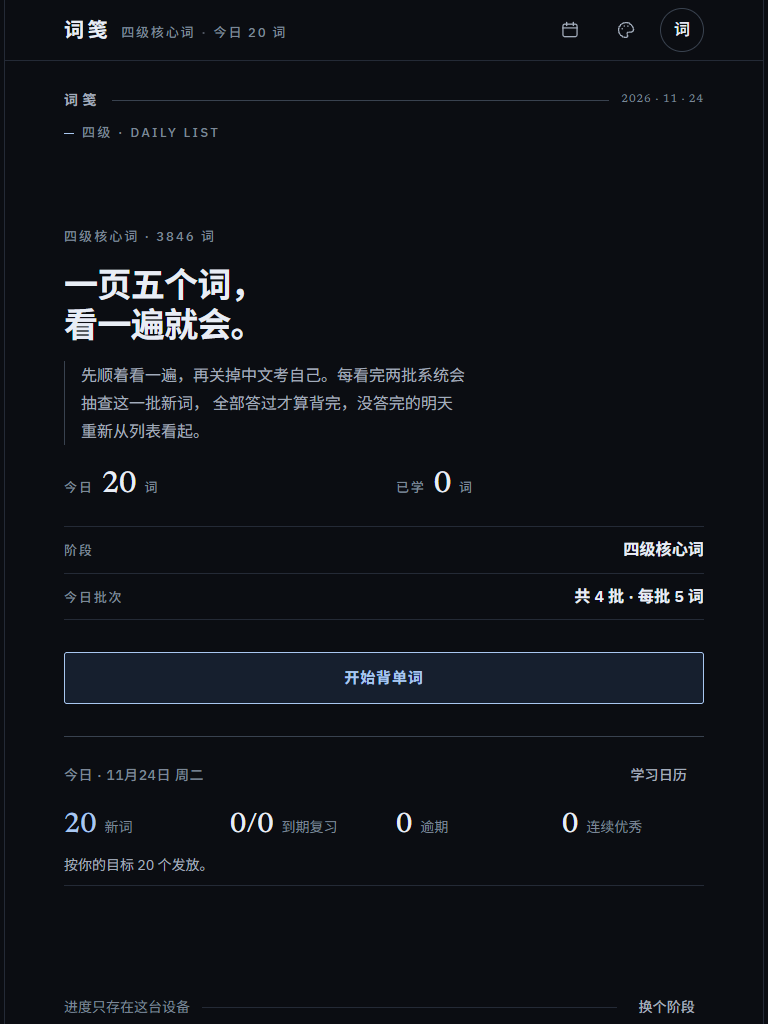 词笺 四级核心词 · 今日 20 词
词
词笺 2026 · 11 · 24
— 四级 · DAILY LIST
四级核心词 · 3846 词
一页五个词，
看一遍就会。
先顺着看一遍，再关掉中文考自己。每看完两批系统会
抽查这一批新词， 全部答过才算背完，没答完的明天
重新从列表看起。
今日 20 词 已学 0 词
阶段 四级核心词
今日批次 共 4 批 · 每批 5 词
开始背单词
今日 · 11月24日 周二 学习日历
20 新词 0/0 到期复习 0 逾期 0 连续优秀
按你的目标 20 个发放。
进度只存在这台设备 换个阶段